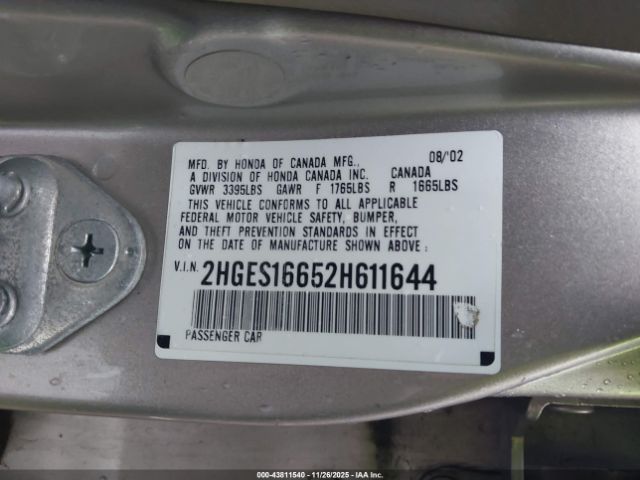 MFD. BY HONDA OF CANADA MFG., 08/'02
A DIVISION OF HONDA CANADA INC. CANADA
GVWR 3395LBS GAWR F 1765LBS R 1665LBS
THIS VEHICLE CONFORMS TO ALL APPLICABLE
FEDERAL MOTOR VEHICLE SAFETY, BUMPER,
AND THEFT PREVENTION STANDARDS IN EFFECT
ON THE DATE OF MANUFACTURE SHOWN ABOVE:
V.I.N. 2HGES16652H611644
PASSENGER CAR
000-43811540 - 11/26/2025 - IAAI.COM